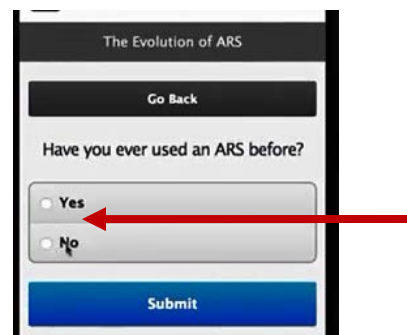 The Evolution of ARS
Go Back
Have you ever used an ARS before?
Yes
No
Submit